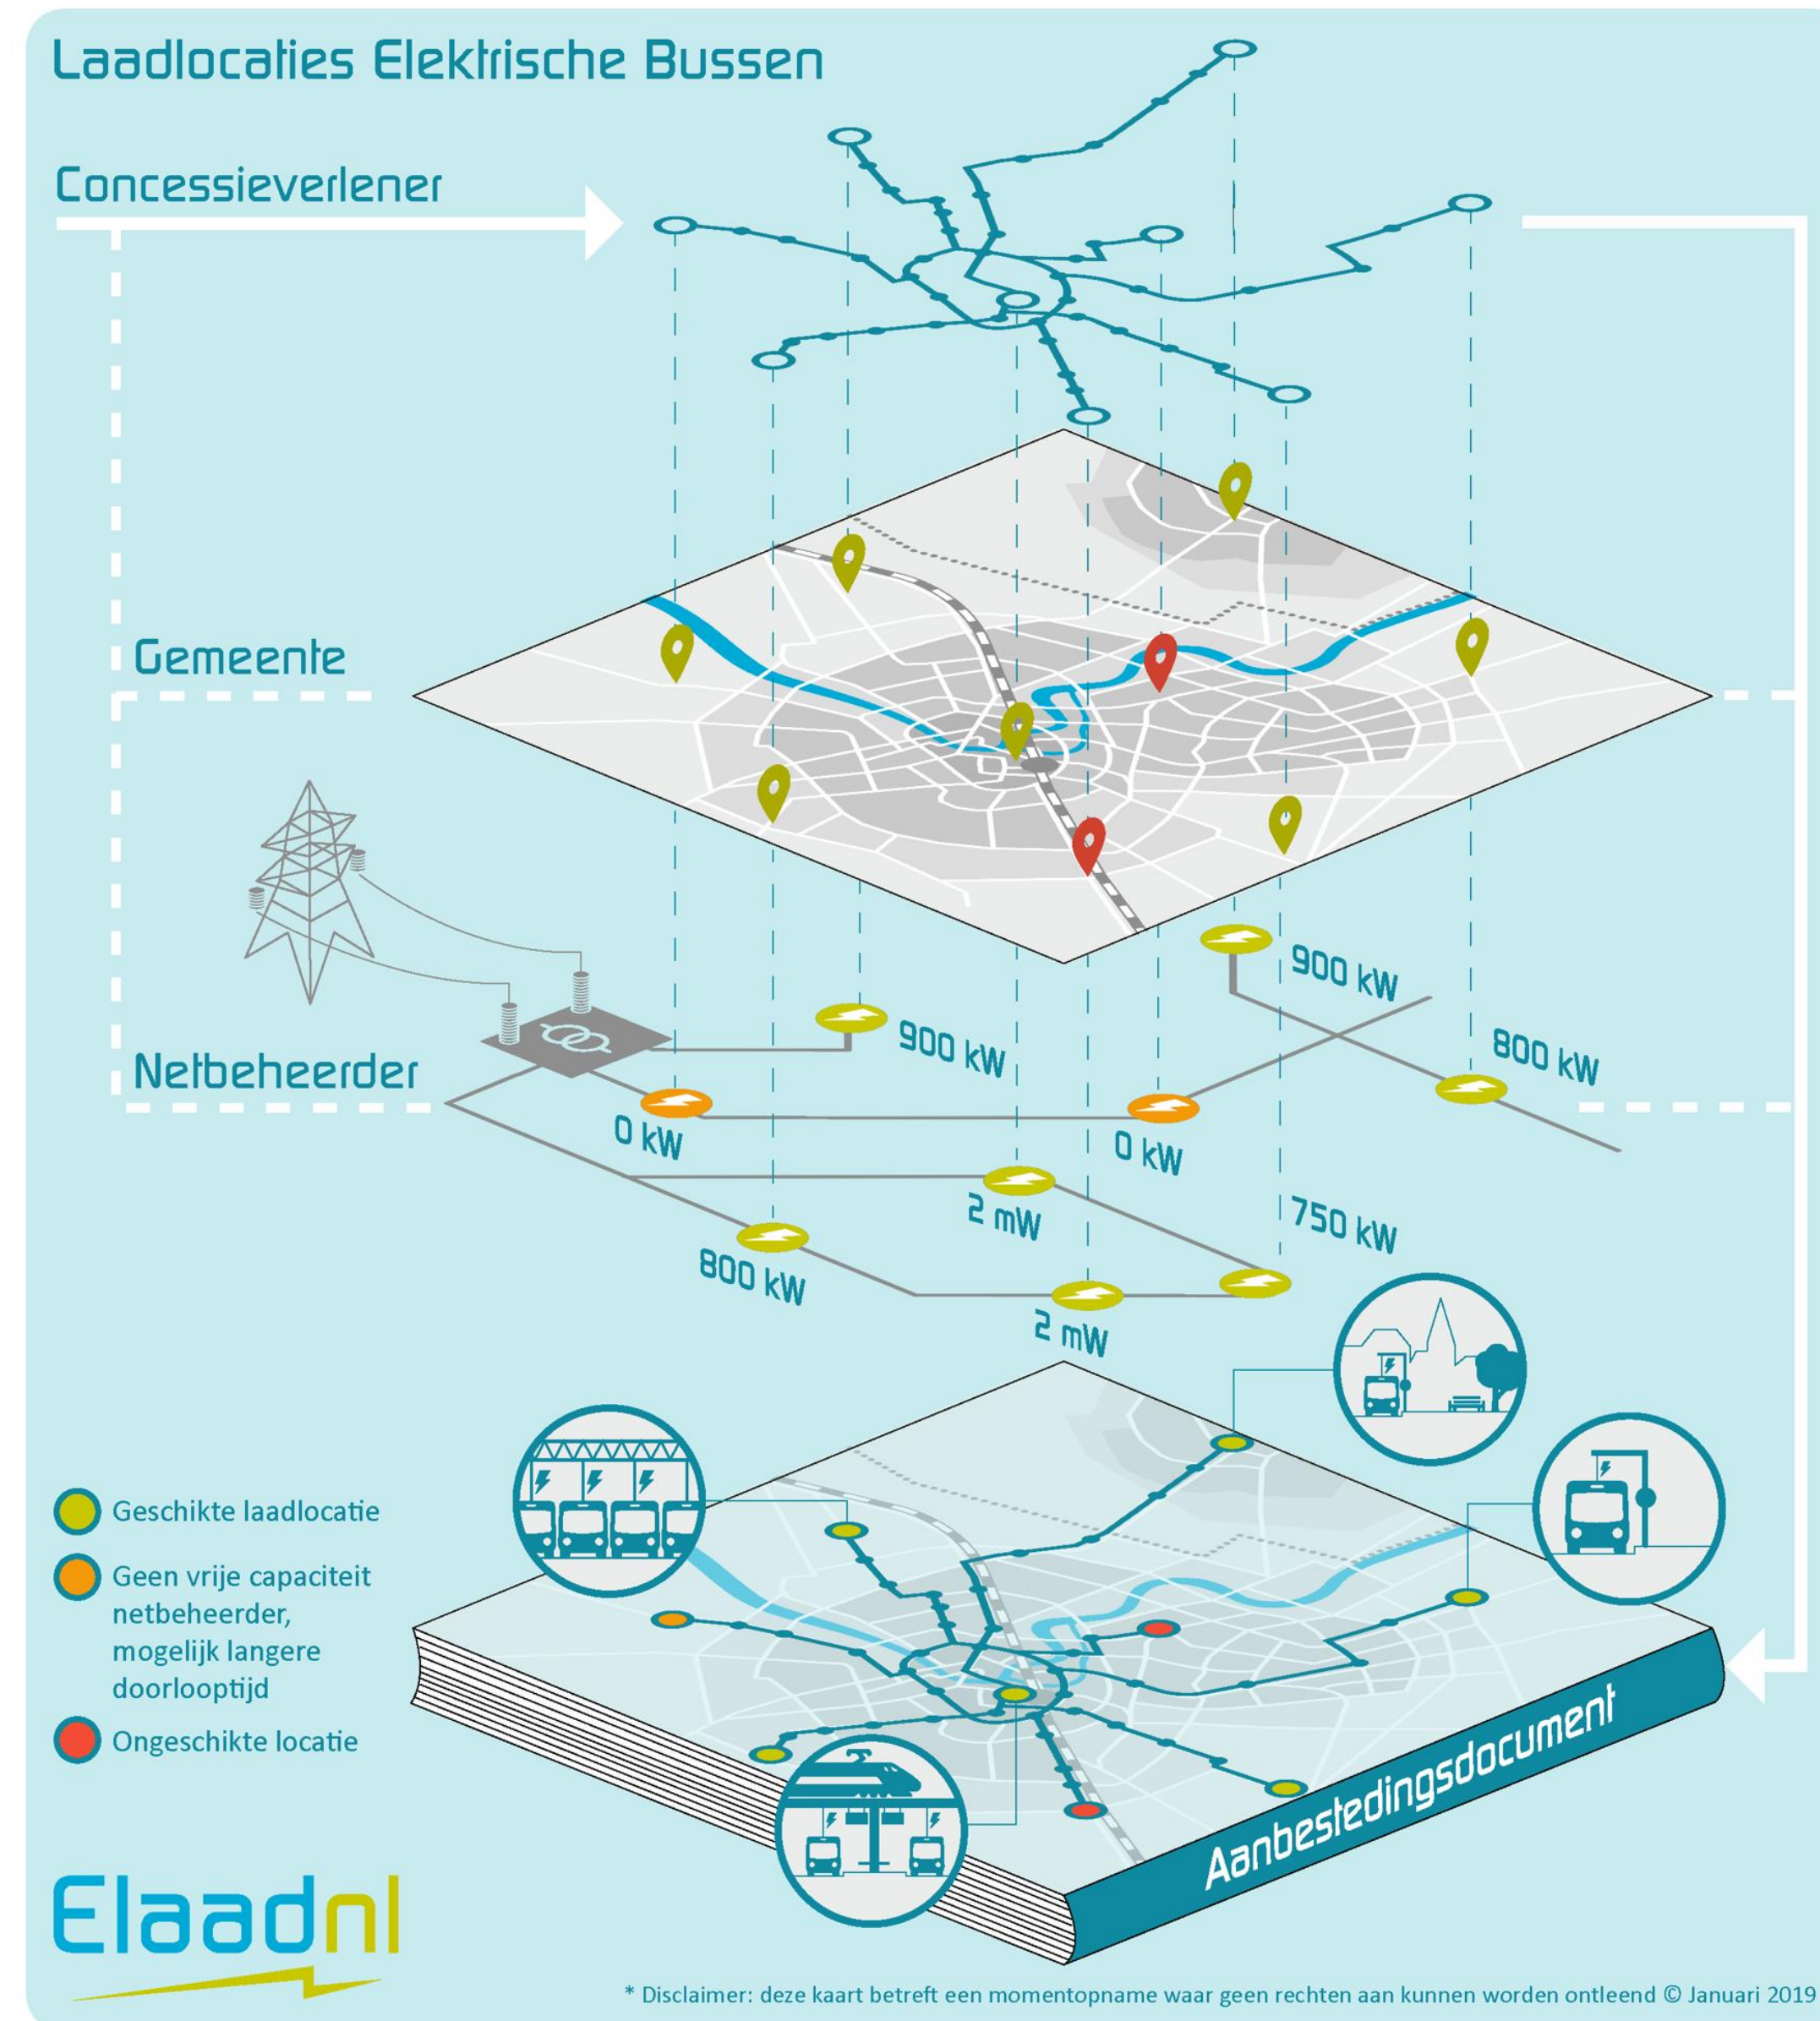 Laadlocaties Elektrische Bussen
Concessieverlener
Gemeente
900 kW
900 kW
800 kW
Netbeheerder
0 kW
0 kW
2 mW
750 kW
800 kW
2 mW
Geschikte laadlocatie
Geen vrije capaciteit
netbeheerder,
mogelijk langere
doorlooptijd
Ongeschikte locatie
Aanbestedingsdocument
Elaadnl
* Disclaimer: deze kaart betreft een momentopname waar geen rechten aan kunnen worden ontleend © Januari 2019